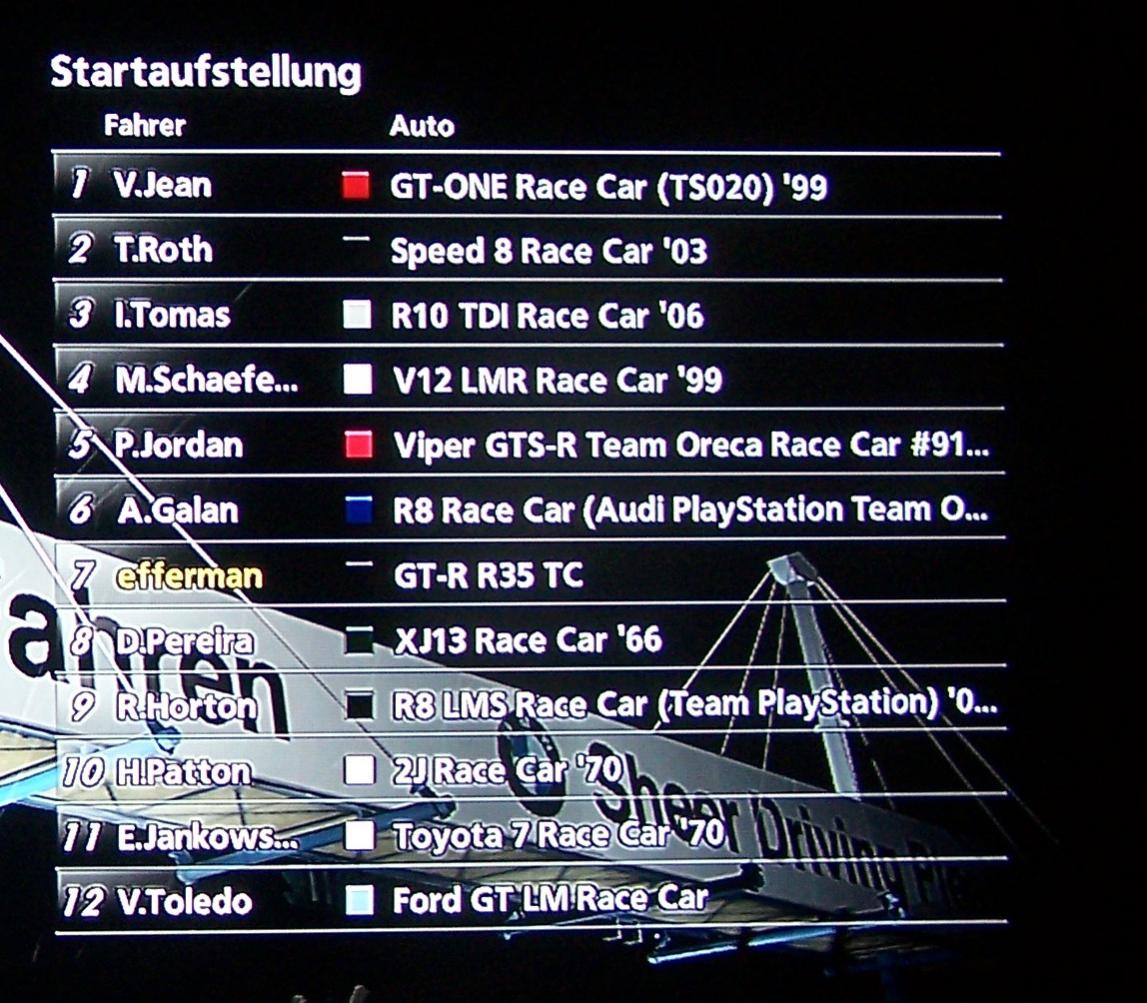 Startaufstellung
Fahrer Auto
1 V.Jean GT-ONE Race Car (TS020) '99
2 T.Roth Speed 8 Race Car '03
3 I.Tomas R10 TDI Race Car '06
4 M.Schaefe... V12 LMR Race Car '99
5 P.Jordan Viper GTS-R Team Oreca Race Car #91...
6 A.Galan R8 Race Car (Audi PlayStation Team O...
7 efferman GT-R R35 TC
8 D.Pereira XJ13 Race Car '66
9 R.Horton R8 LMS Race Car (Team PlayStation) '0...
10 H.Patton 2J Race Car '70
11 E.Jankows... Toyota 7 Race Car '70
12 V.Toledo Ford GT LM Race Car
ahren
Sheer Driving